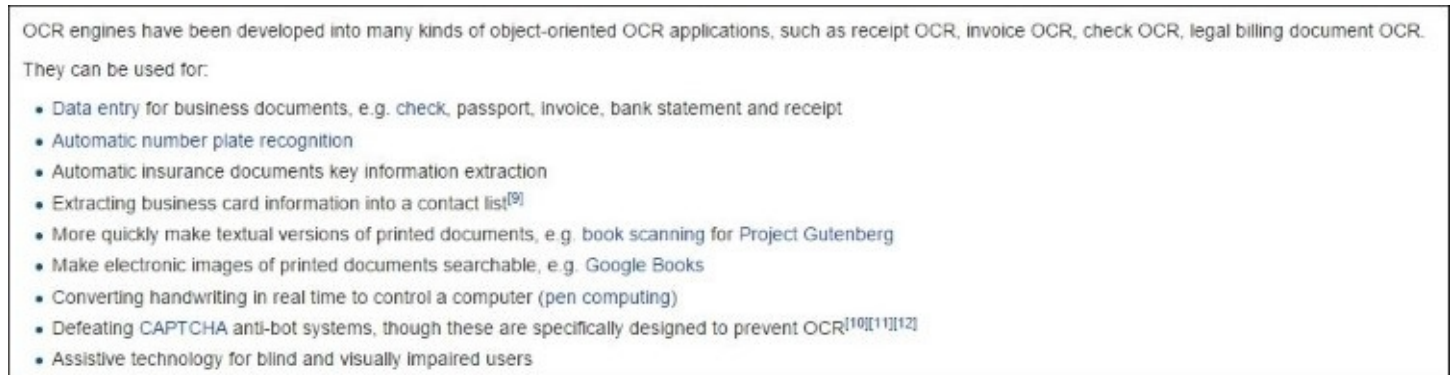 OCR engines have been developed into many kinds of object-oriented OCR applications, such as receipt OCR, invoice OCR, check OCR, legal billing document OCR.
They can be used for:
• Data entry for business documents, e.g. check, passport, invoice, bank statement and receipt
• Automatic number plate recognition
• Automatic insurance documents key information extraction
• Extracting business card information into a contact list[9]
• More quickly make textual versions of printed documents, e.g. book scanning for Project Gutenberg
• Make electronic images of printed documents searchable, e.g. Google Books
• Converting handwriting in real time to control a computer (pen computing)
• Defeating CAPTCHA anti-bot systems, though these are specifically designed to prevent OCR[10][11][12]
• Assistive technology for blind and visually impaired users